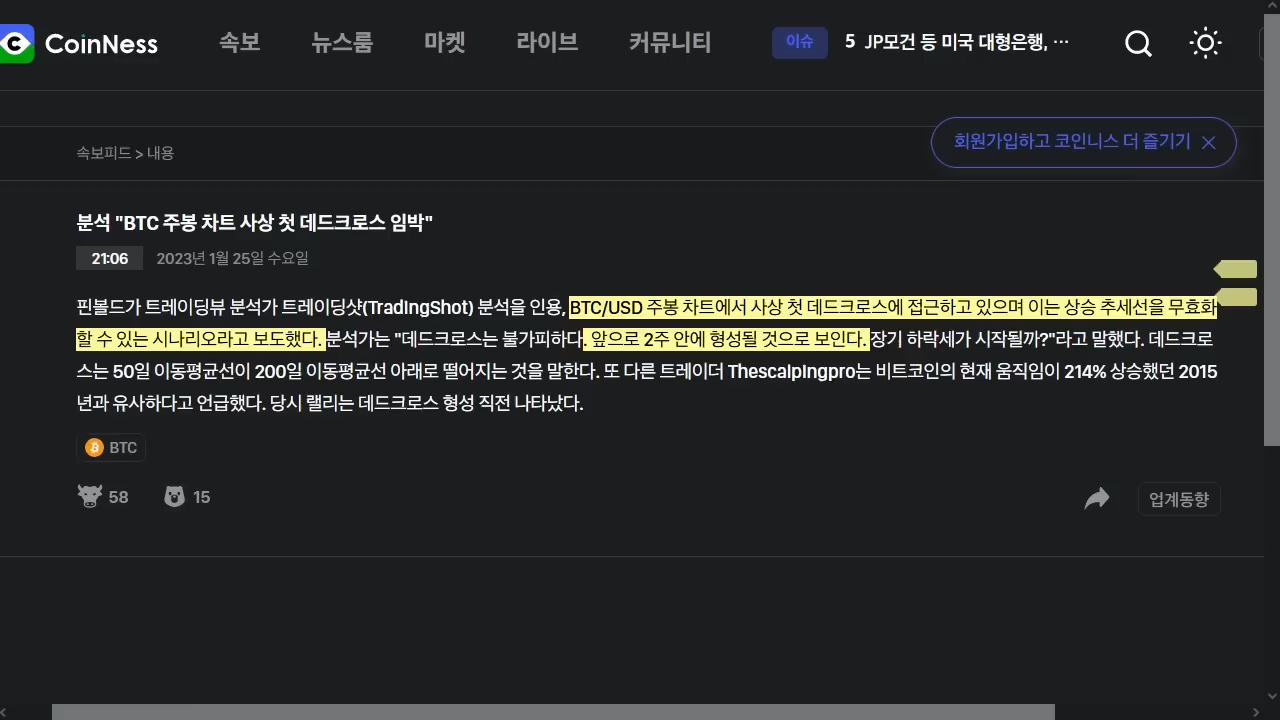 CoinNess 속보 뉴스룸 마켓 라이브 커뮤니티 이슈 5 JP모건 등 미국 대형은행, ···
회원가입하고 코인니스 더 즐기기
속보피드 > 내용
분석 "BTC 주봉 차트 사상 첫 데드크로스 임박"
21:06 2023년 1월 25일 수요일
핀볼드가 트레이딩뷰 분석가 트레이딩샷(TradingShot) 분석을 인용, BTC/USD 주봉 차트에서 사상 첫 데드크로스에 접근하고 있으며 이는 상승 추세선을 무효화
할 수 있는 시나리오라고 보도했다. 분석가는 "데드크로스는 불가피하다. 앞으로 2주 안에 형성될 것으로 보인다. 장기 하락세가 시작될까?"라고 말했다. 데드크로
스는 50일 이동평균선이 200일 이동평균선 아래로 떨어지는 것을 말한다. 또 다른 트레이더 Thescalpingpro는 비트코인의 현재 움직임이 214% 상승했던 2015
년과 유사하다고 언급했다. 당시 랠리는 데드크로스 형성 직전 나타났다.
BTC
58 15 업계동향